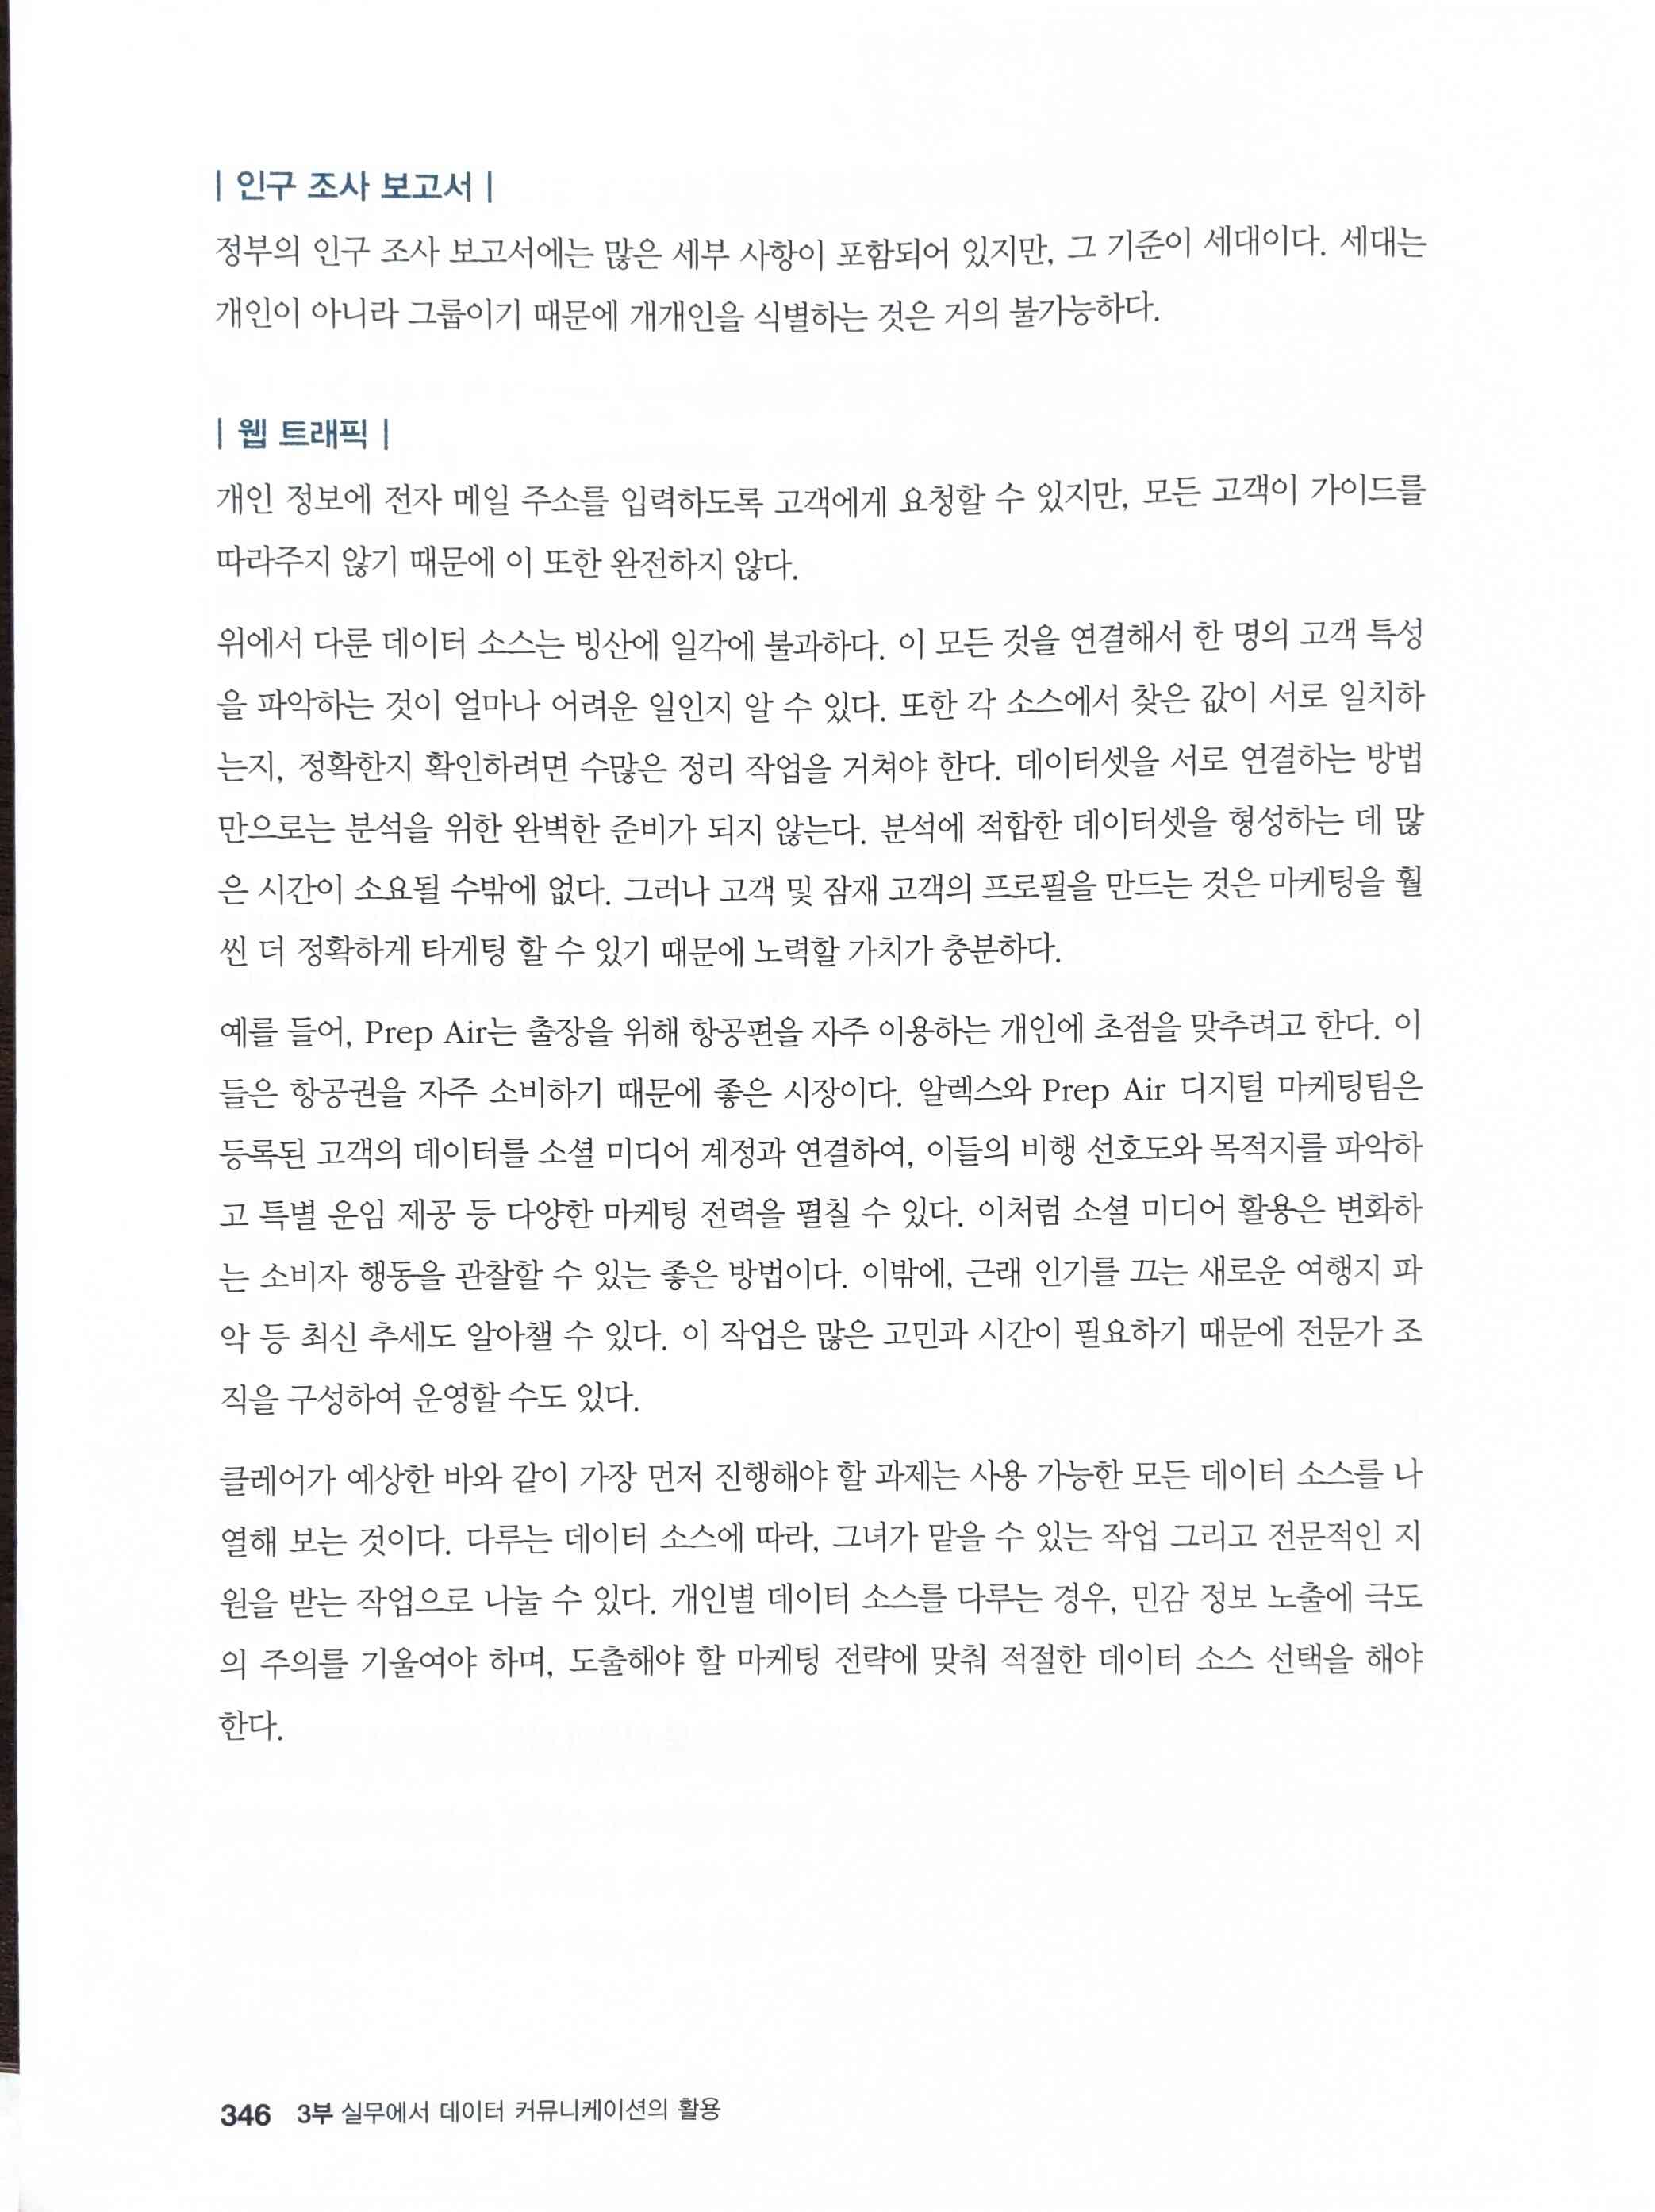 | 인구 조사 보고서 |
정부의 인구 조사 보고서에는 많은 세부 사항이 포함되어 있지만, 그 기준이 세대이다. 세대는
개인이 아니라 그룹이기 때문에 개개인을 식별하는 것은 거의 불가능하다.
| 웹 트래픽 |
개인 정보에 전자 메일 주소를 입력하도록 고객에게 요청할 수 있지만, 모든 고객이 가이드를
따라주지 않기 때문에 이 또한 완전하지 않다.
위에서 다룬 데이터 소스는 빙산에 일각에 불과하다. 이 모든 것을 연결해서 한 명의 고객 특성
을 파악하는 것이 얼마나 어려운 일인지 알 수 있다. 또한 각 소스에서 찾은 값이 서로 일치하
는지, 정확한지 확인하려면 수많은 정리 작업을 거쳐야 한다. 데이터셋을 서로 연결하는 방법
만으로는 분석을 위한 완벽한 준비가 되지 않는다. 분석에 적합한 데이터셋을 형성하는 데 많
은 시간이 소요될 수밖에 없다. 그러나 고객 및 잠재 고객의 프로필을 만드는 것은 마케팅을 훨
씬 더 정확하게 타게팅 할 수 있기 때문에 노력할 가치가 충분하다.
예를 들어, Prep Air는 출장을 위해 항공편을 자주 이용하는 개인에 초점을 맞추려고 한다. 이
들은 항공권을 자주 소비하기 때문에 좋은 시장이다. 알렉스와 Prep Air 디지털 마케팅팀은
등록된 고객의 데이터를 소셜 미디어 계정과 연결하여, 이들의 비행 선호도와 목적지를 파악하
고 특별 운임 제공 등 다양한 마케팅 전력을 펼칠 수 있다. 이처럼 소셜 미디어 활용은 변화하
는 소비자 행동을 관찰할 수 있는 좋은 방법이다. 이밖에, 근래 인기를 끄는 새로운 여행지 파
악 등 최신 추세도 알아챌 수 있다. 이 작업은 많은 고민과 시간이 필요하기 때문에 전문가 조
직을 구성하여 운영할 수도 있다.
클레어가 예상한 바와 같이 가장 먼저 진행해야 할 과제는 사용 가능한 모든 데이터 소스를 나
열해 보는 것이다. 다루는 데이터 소스에 따라, 그녀가 맡을 수 있는 작업 그리고 전문적인 지
원을 받는 작업으로 나눌 수 있다. 개인별 데이터 소스를 다루는 경우, 민감 정보 노출에 극도
의 주의를 기울여야 하며, 도출해야 할 마케팅 전략에 맞춰 적절한 데이터 소스 선택을 해야
한다.
346 3부 실무에서 데이터 커뮤니케이션의 활용